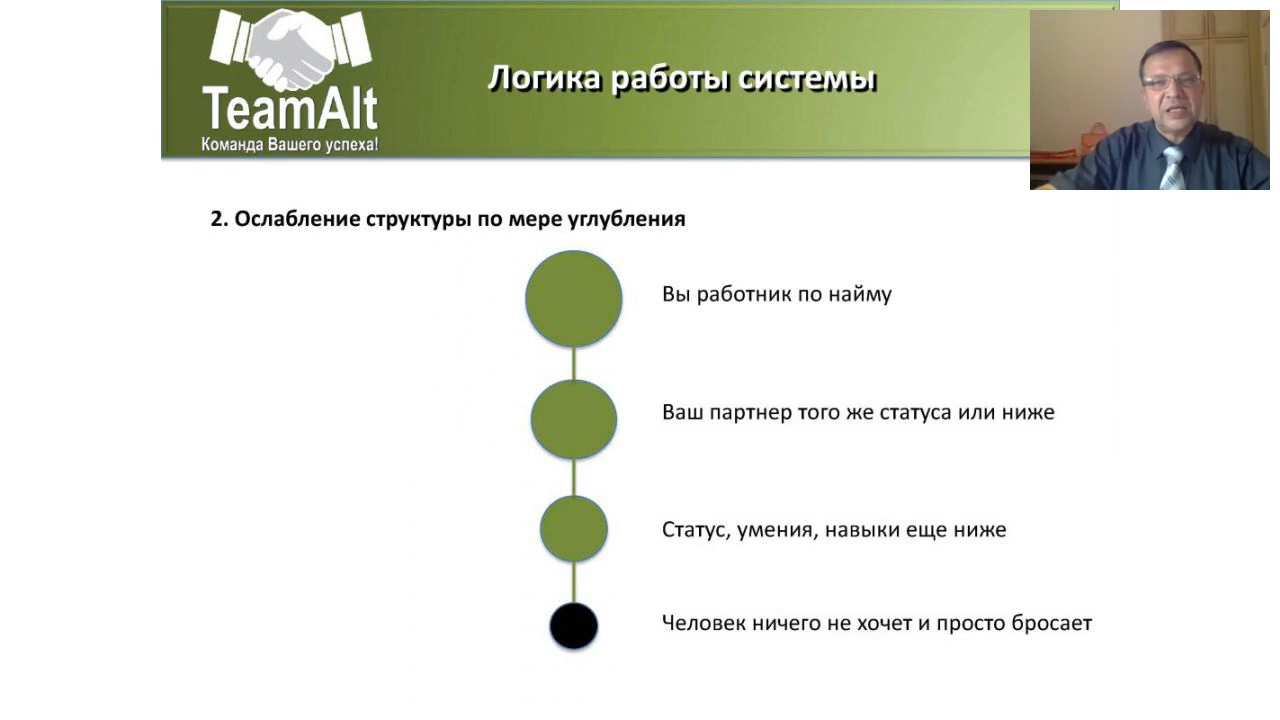 TeamAlt
Команда Вашего успеха!
Логика работы системы
2. Ослабление структуры по мере углубления
Вы работник по найму
Ваш партнер того же статуса или ниже
Статус, умения, навыки еще ниже
Человек ничего не хочет и просто бросает